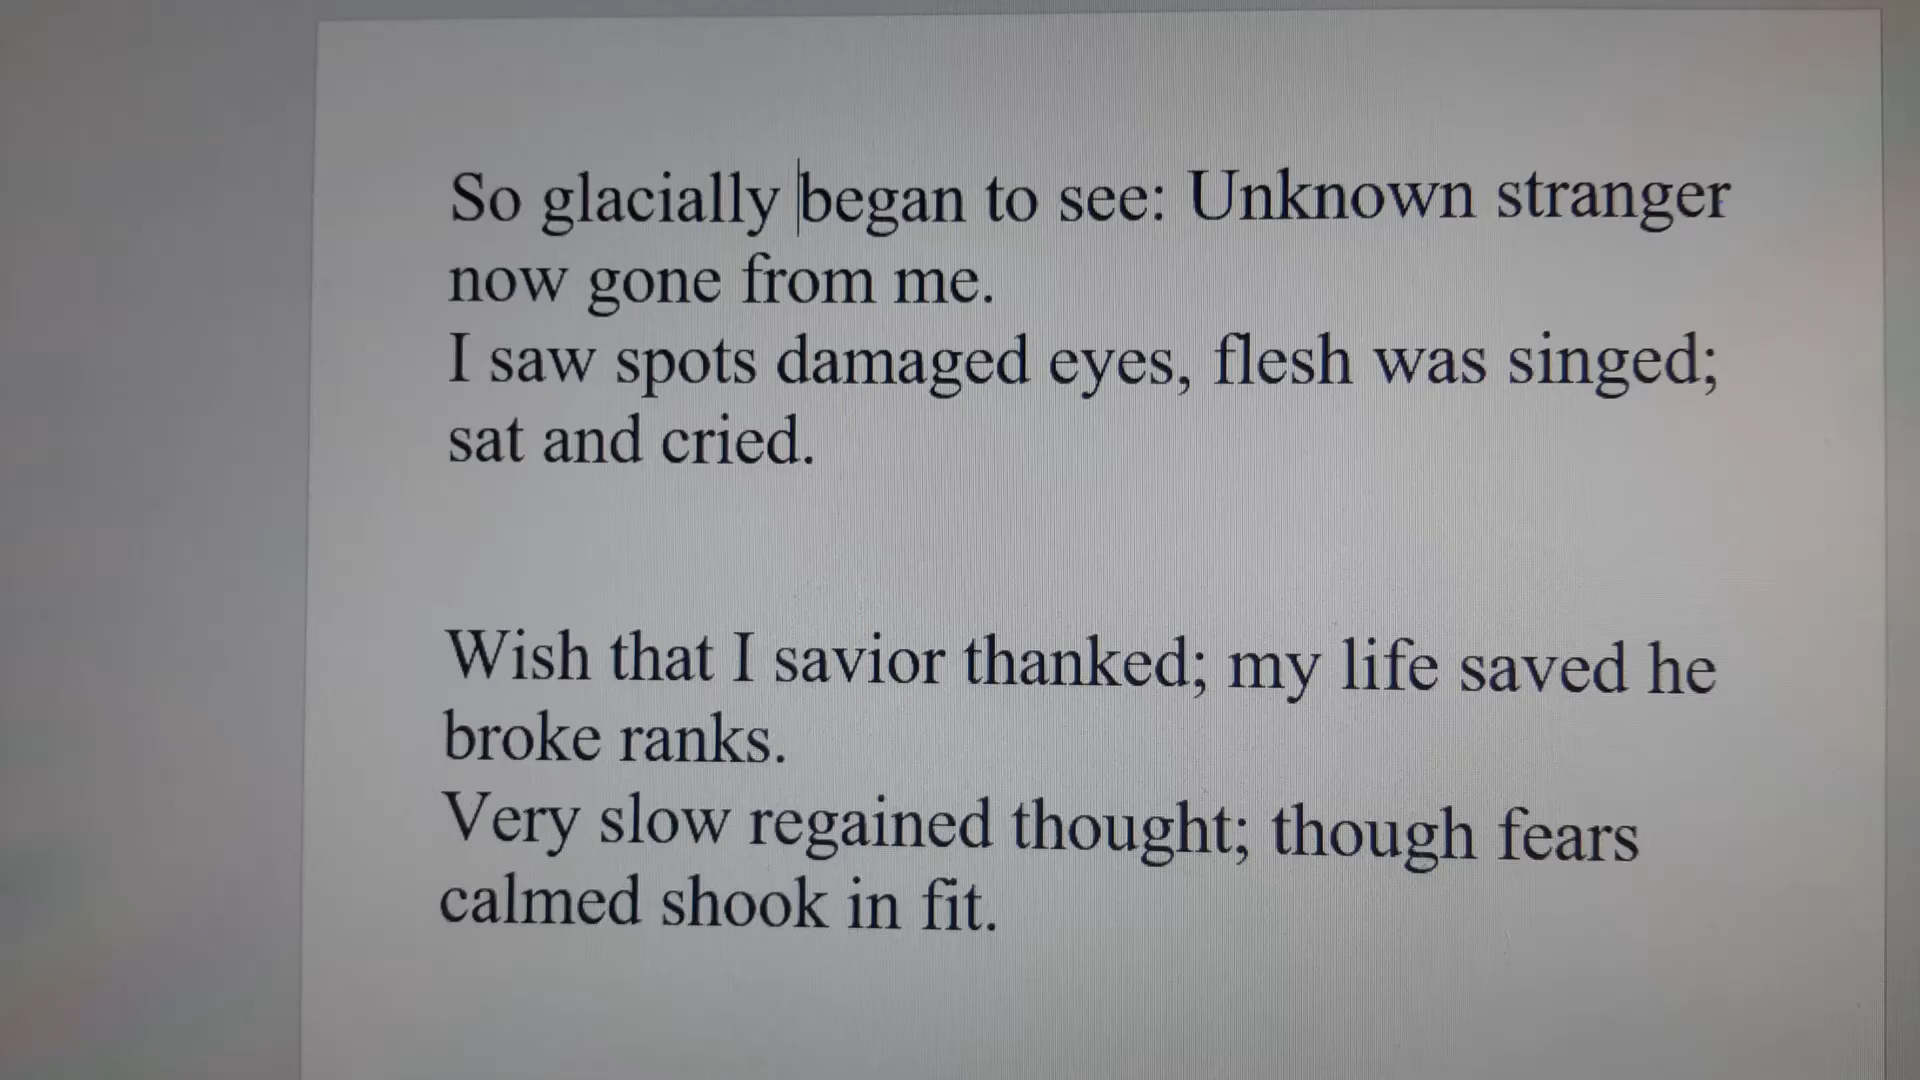 So glacially began to see: Unknown stranger
now gone from me.
I saw spots damaged eyes, flesh was singed;
sat and cried.
Wish that I savior thanked; my life saved he
broke ranks.
Very slow regained thought; though fears
calmed shook in fit.